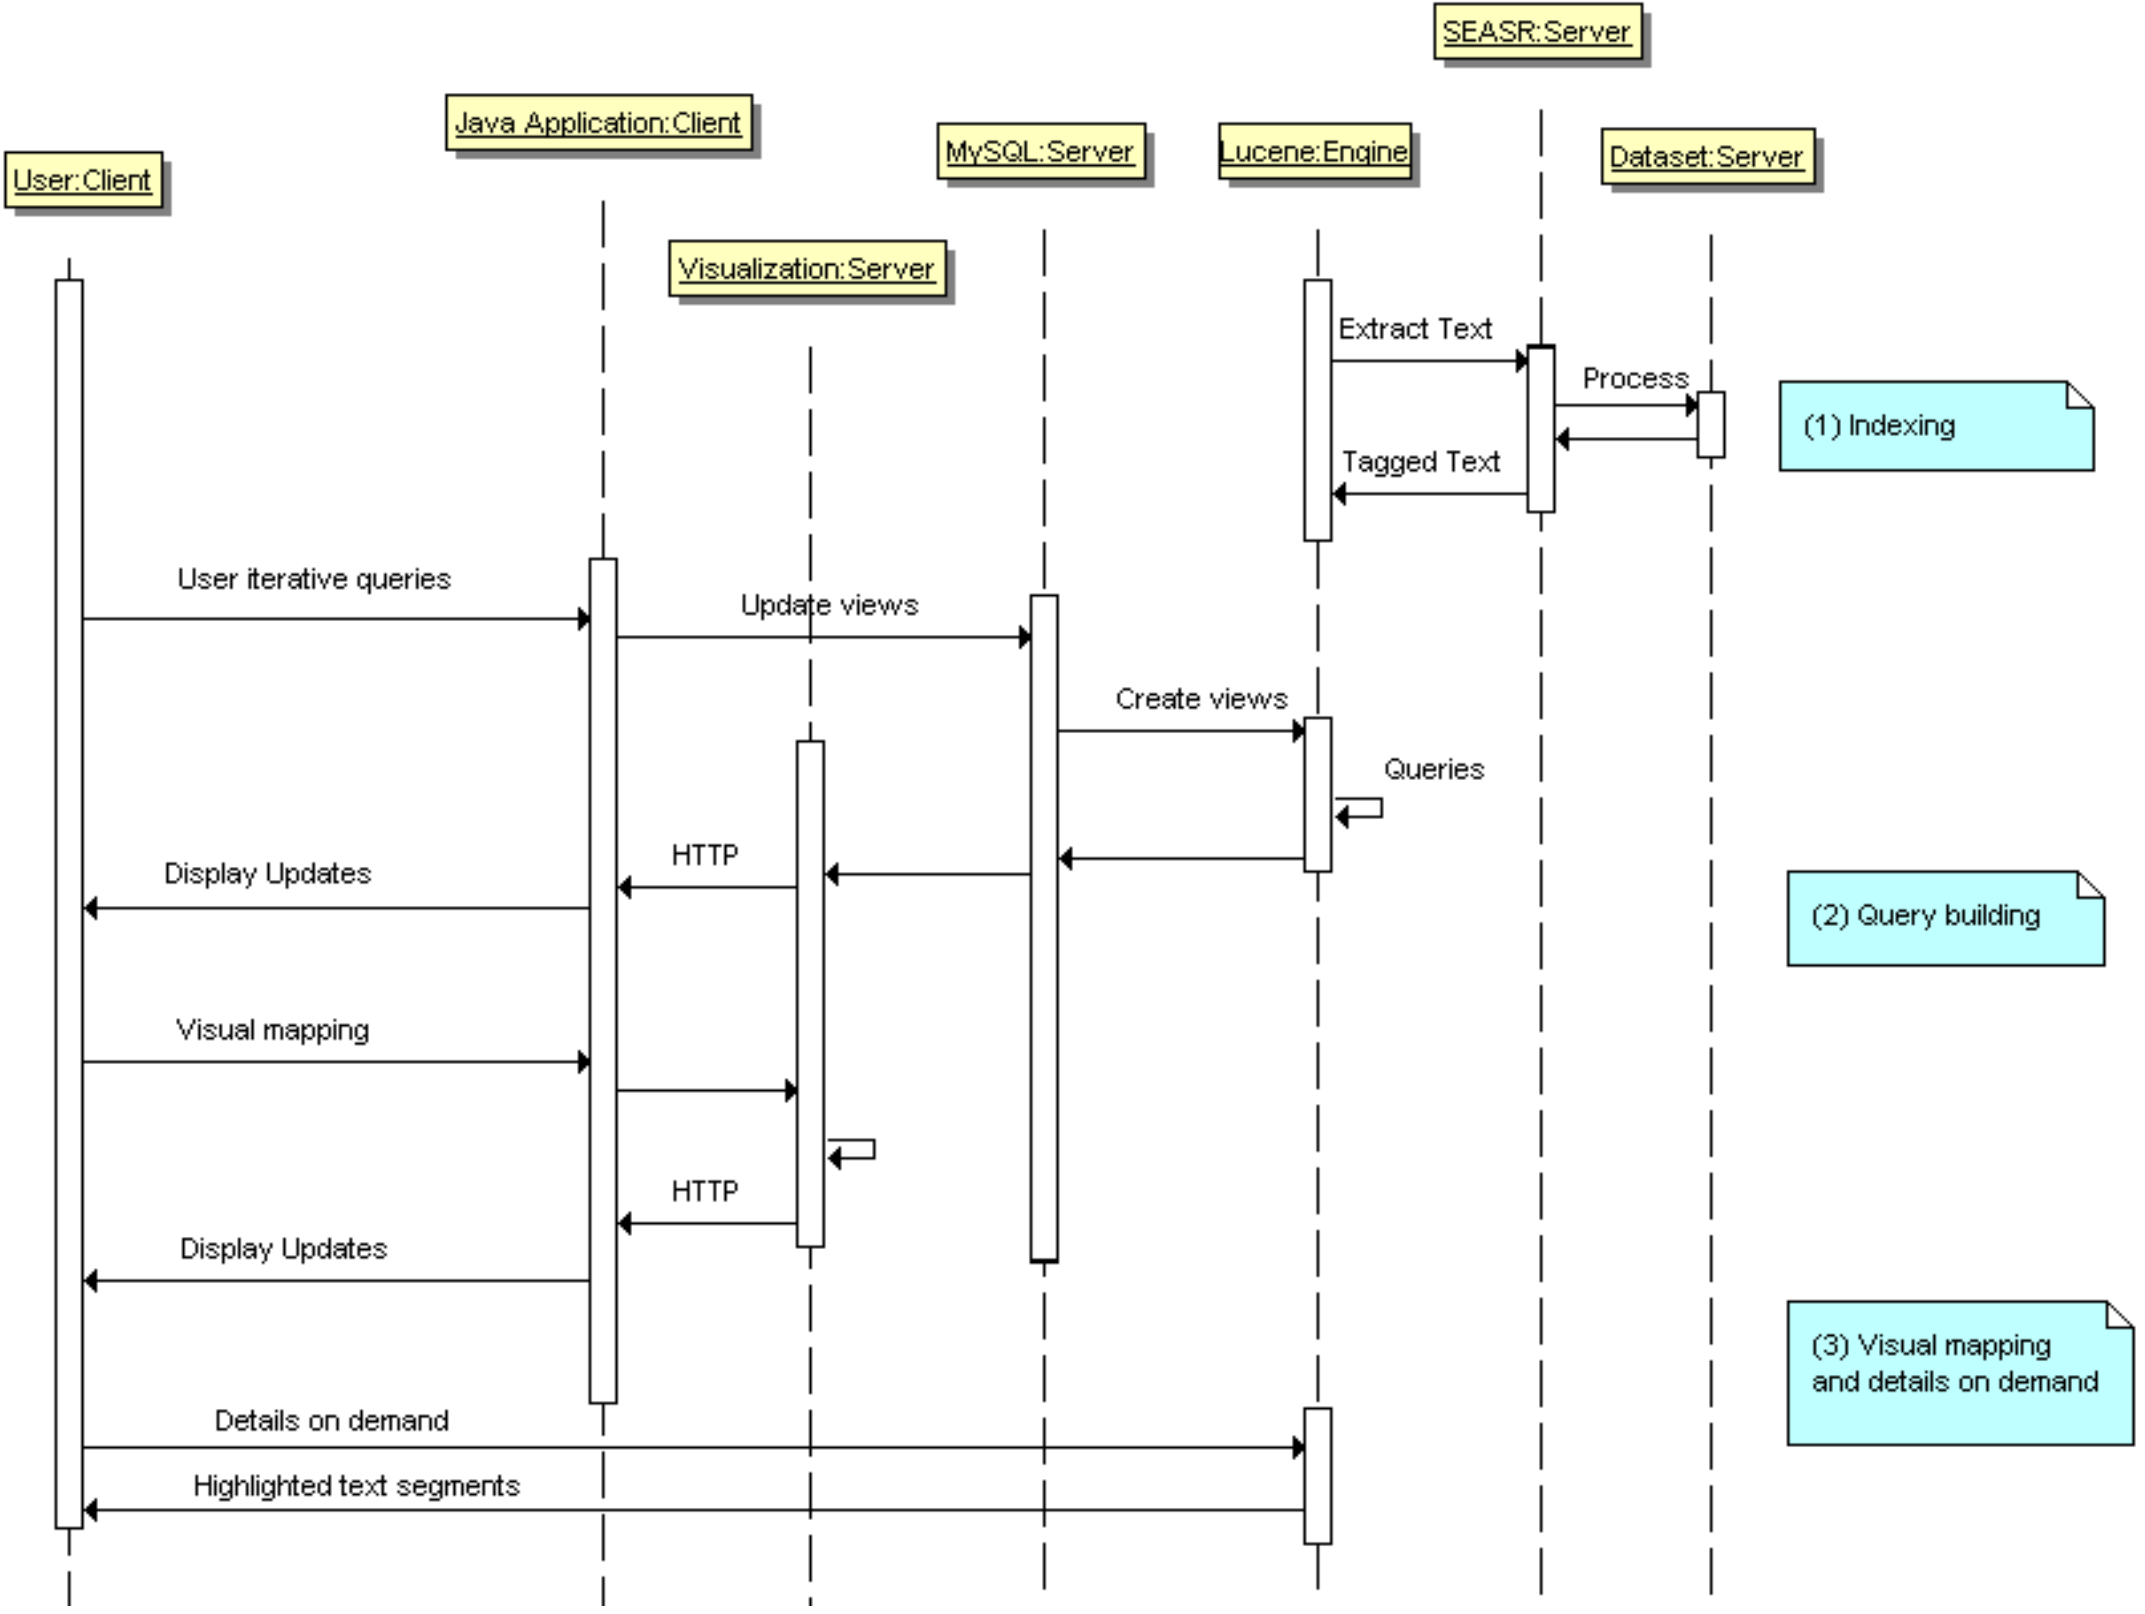 SEASR:Server
Java Application:Client
MySQL:Server
Lucene:Engine
Dataset:Server
User:Client
Visualization:Server
Extract Text
Process
(1) Indexing
Tagged Text
User iterative queries
Update views
Create views
Queries
HTTP
Display Updates
(2) Query building
Visual mapping
HTTP
Display Updates
(3) Visual mapping
and details on demand
Details on demand
Highlighted text segments